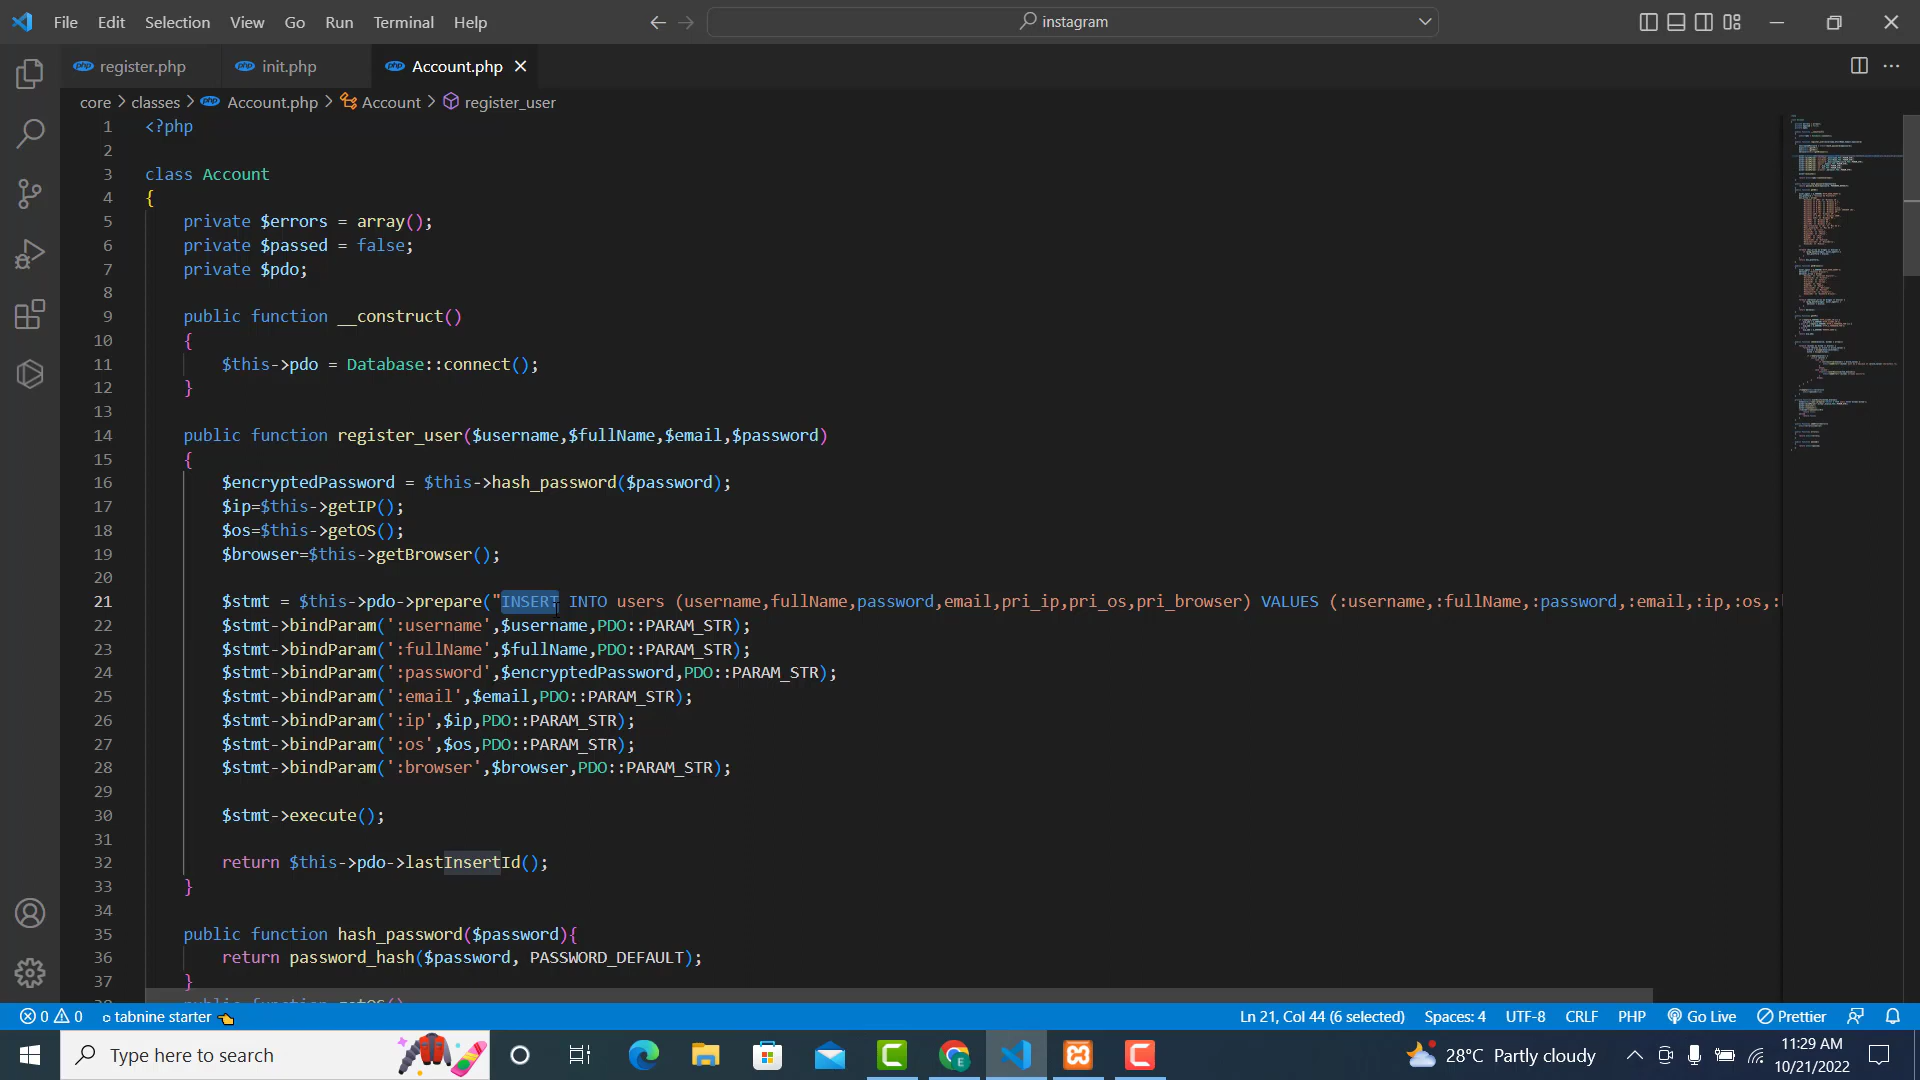 File Edit Selection View Go Run Terminal Help
instagram
register.php init.php Account.php
core > classes > Account.php > Account > register_user
1 <?php
2
3 class Account
4 {
5 private $errors = array();
6 private $passed = false;
7 private $pdo;
8
9 public function __construct()
10 {
11 $this->pdo = Database::connect();
12 }
13
14 public function register_user($username,$fullName,$email,$password)
15 {
16 $encryptedPassword = $this->hash_password($password);
17 $ip=$this->getIP();
18 $os=$this->getOS();
19 $browser=$this->getBrowser();
20
21 $stmt = $this->pdo->prepare("INSERT INTO users (username,fullName,password,email,pri_ip,pri_os,pri_browser) VALUES (:username,:fullName,:password,:email,:ip,:os,:
22 $stmt->bindParam(':username',$username,PDO::PARAM_STR);
23 $stmt->bindParam(':fullName',$fullName,PDO::PARAM_STR);
24 $stmt->bindParam(':password',$encryptedPassword,PDO::PARAM_STR);
25 $stmt->bindParam(':email',$email,PDO::PARAM_STR);
26 $stmt->bindParam(':ip',$ip,PDO::PARAM_STR);
27 $stmt->bindParam(':os',$os,PDO::PARAM_STR);
28 $stmt->bindParam(':browser',$browser,PDO::PARAM_STR);
29
30 $stmt->execute();
31
32 return $this->pdo->lastInsertId();
33 }
34
35 public function hash_password($password){
36 return password_hash($password, PASSWORD_DEFAULT);
37 }
38 public function getOS()
0 0 tabnine starter Ln 21, Col 44 (6 selected) Spaces: 4 UTF-8 CRLF PHP Go Live Prettier
Type here to search 28°C Partly cloudy 11:29 AM
10/21/2022